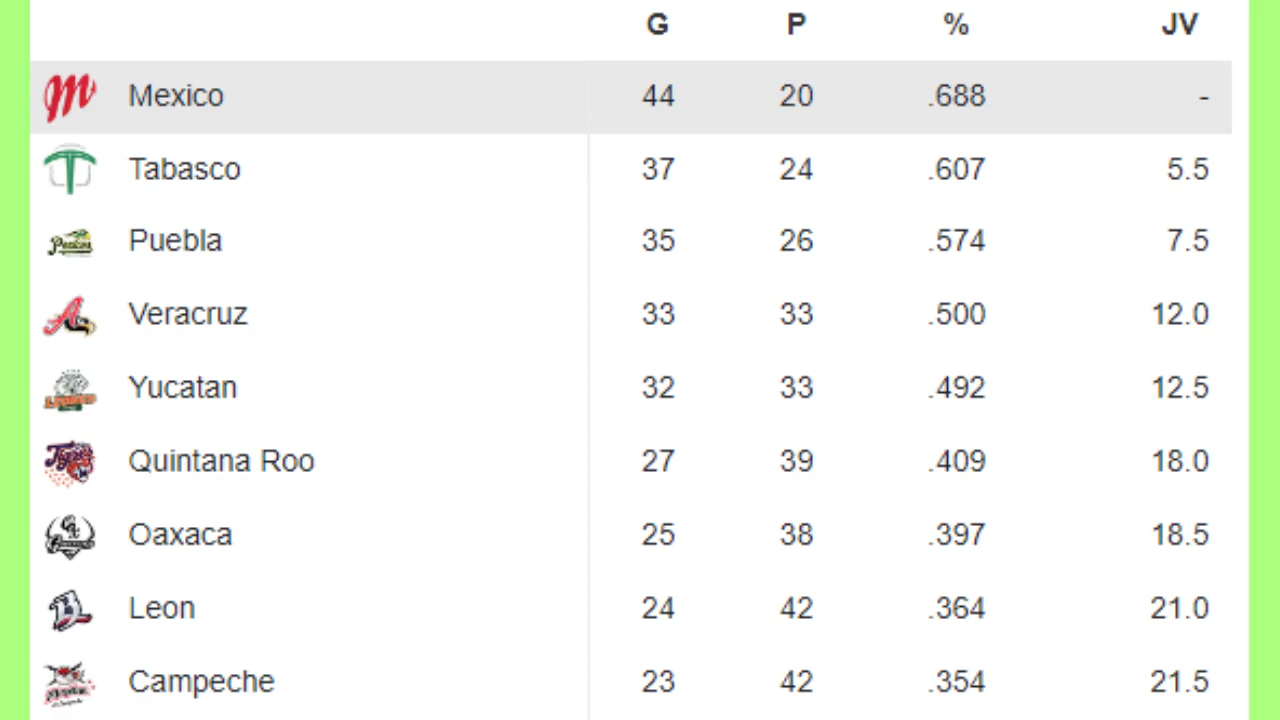 G P % JV
Mexico 44 20 .688 -
Tabasco 37 24 .607 5.5
Puebla 35 26 .574 7.5
Veracruz 33 33 .500 12.0
Yucatan 32 33 .492 12.5
Quintana Roo 27 39 .409 18.0
Oaxaca 25 38 .397 18.5
Leon 24 42 .364 21.0
Campeche 23 42 .354 21.5